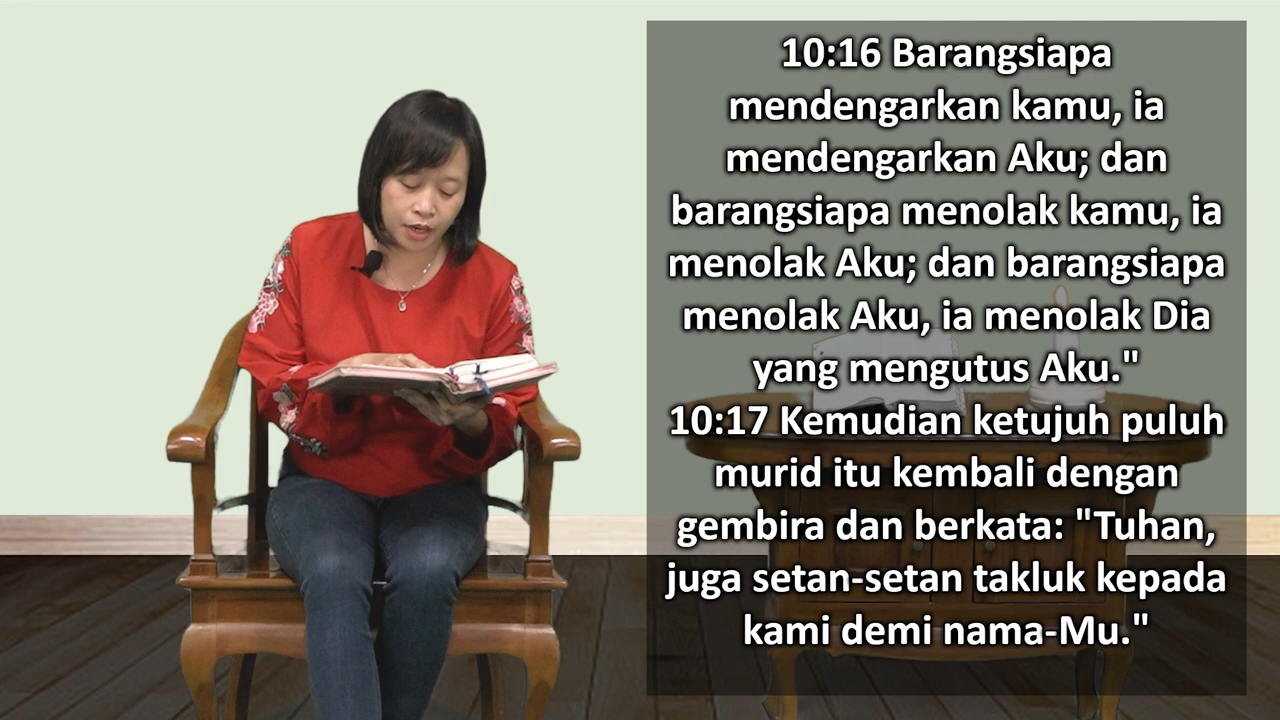 10:16 Barangsiapa
mendengarkan kamu, ia
mendengarkan Aku; dan
barangsiapa menolak kamu, ia
menolak Aku; dan barangsiapa
menolak Aku, ia menolak Dia
yang mengutus Aku."
10:17 Kemudian ketujuh puluh
murid itu kembali dengan
gembira dan berkata: "Tuhan,
juga setan-setan takluk kepada
kami demi nama-Mu."